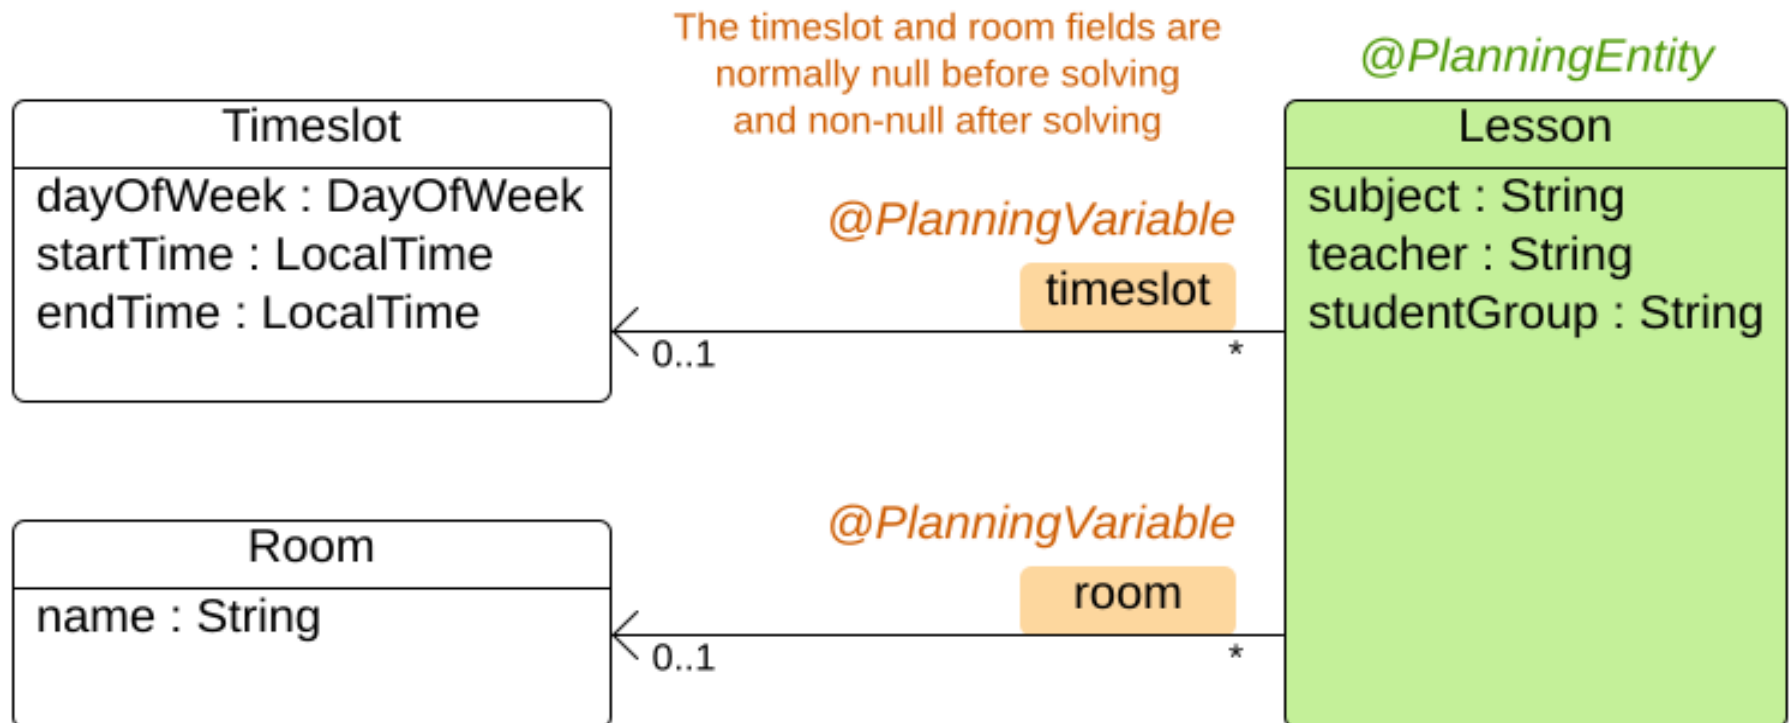 The timeslot and room fields are
normally null before solving
and non-null after solving
@PlanningEntity
Timeslot
dayOfWeek : DayOfWeek
startTime : LocalTime
endTime : LocalTime
@PlanningVariable
timeslot
0..1
*
Lesson
subject : String
teacher : String
studentGroup : String
Room
name : String
@PlanningVariable
room
0..1
*